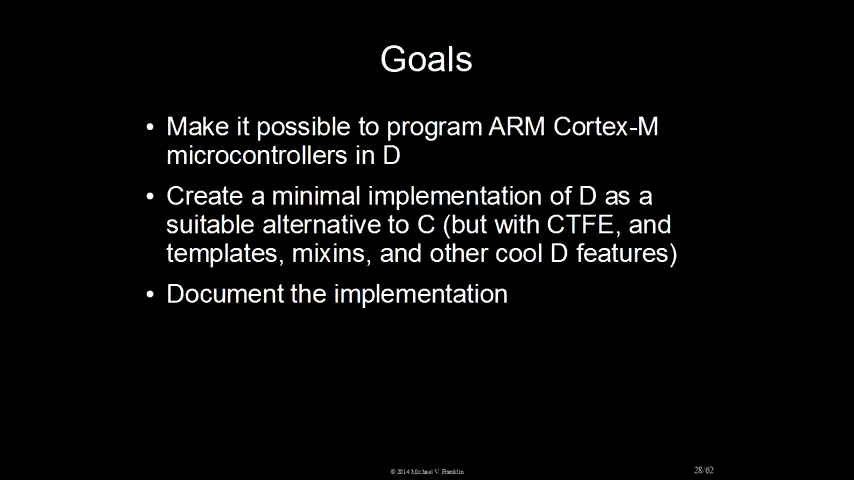 Goals
• Make it possible to program ARM Cortex-M
microcontrollers in D
• Create a minimal implementation of D as a
suitable alternative to C (but with CTFE, and
templates, mixins, and other cool D features)
• Document the implementation
© 2014 Michael V. Franklin
28/62